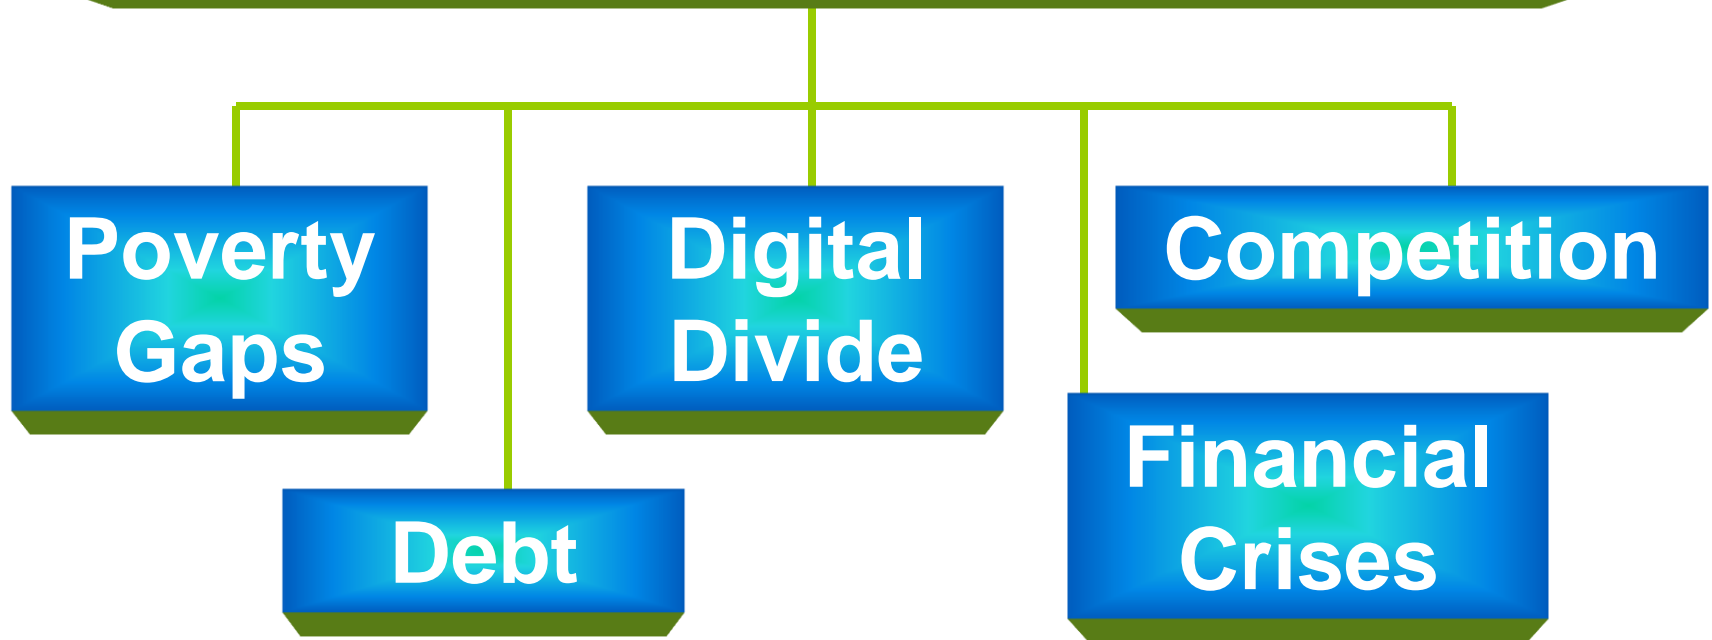 Poverty
Gaps
Digital
Divide
Competition
Debt
Financial
Crises